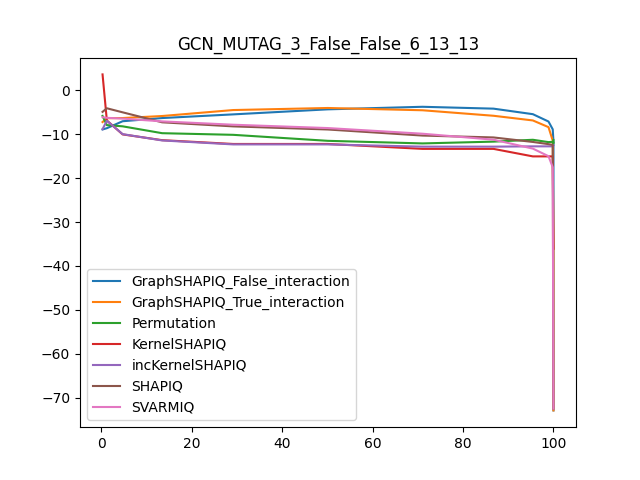 GCN_MUTAG_3_False_False_6_13_13
0
−10
−20
−30
−40
−50
−60
−70
GraphSHAPIQ_False_interaction
GraphSHAPIQ_True_interaction
Permutation
KernelSHAPIQ
incKernelSHAPIQ
SHAPIQ
SVARMIQ
0 20 40 60 80 100